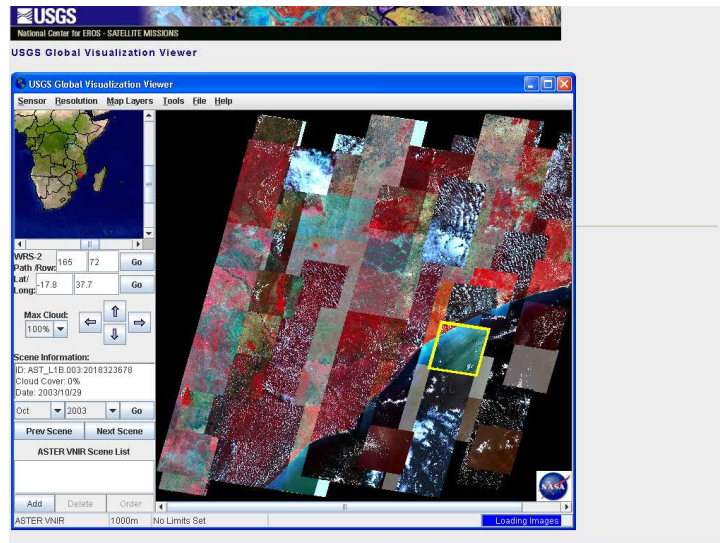 USGS
National Center for EROS - SATELLITE MISSIONS
USGS Global Visualization Viewer
USGS Global Visualization Viewer
Sensor Resolution Map Layers Tools File Help
WRS-2
Path /Row: 165 72 Go
Lat/
Long: -17.8 37.7 Go
Max Cloud:
100%
Scene Information:
ID: AST_L1B.003:2018323678
Cloud Cover: 0%
Date: 2003/10/29
Oct 2003 Go
Prev Scene Next Scene
ASTER VNIR Scene List
Add Delete Order
NASA
ASTER VNIR 1000m No Limits Set Loading Images